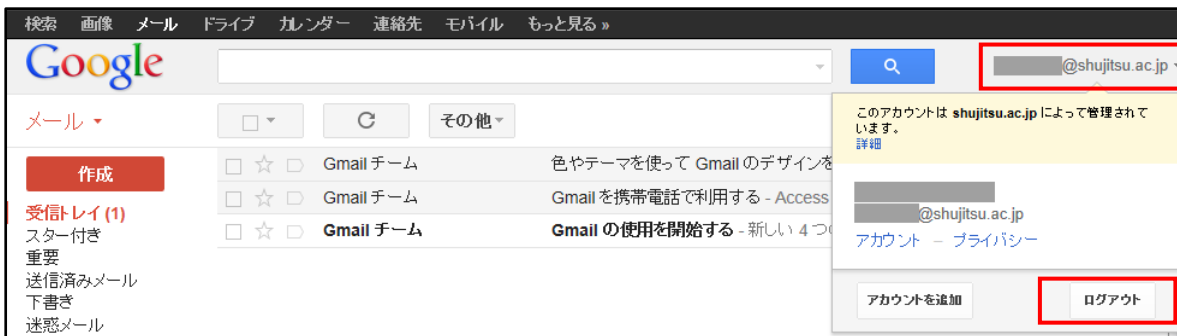 検索 画像 メール ドライブ カレンダー 連絡先 モバイル もっと見る »
Google
@shujitsu.ac.jp
メール
その他
作成
受信トレイ (1)
スター付き
重要
送信済みメール
下書き
迷惑メール
Gmail チーム 色やテーマを使って Gmail のデザインを
Gmail チーム Gmail を携帯電話で利用する - Access
Gmail チーム Gmail の使用を開始する - 新しい 4 つ
このアカウントは shujitsu.ac.jp によって管理されて
います。
詳細
@shujitsu.ac.jp
アカウント – プライバシー
アカウントを追加 ログアウト